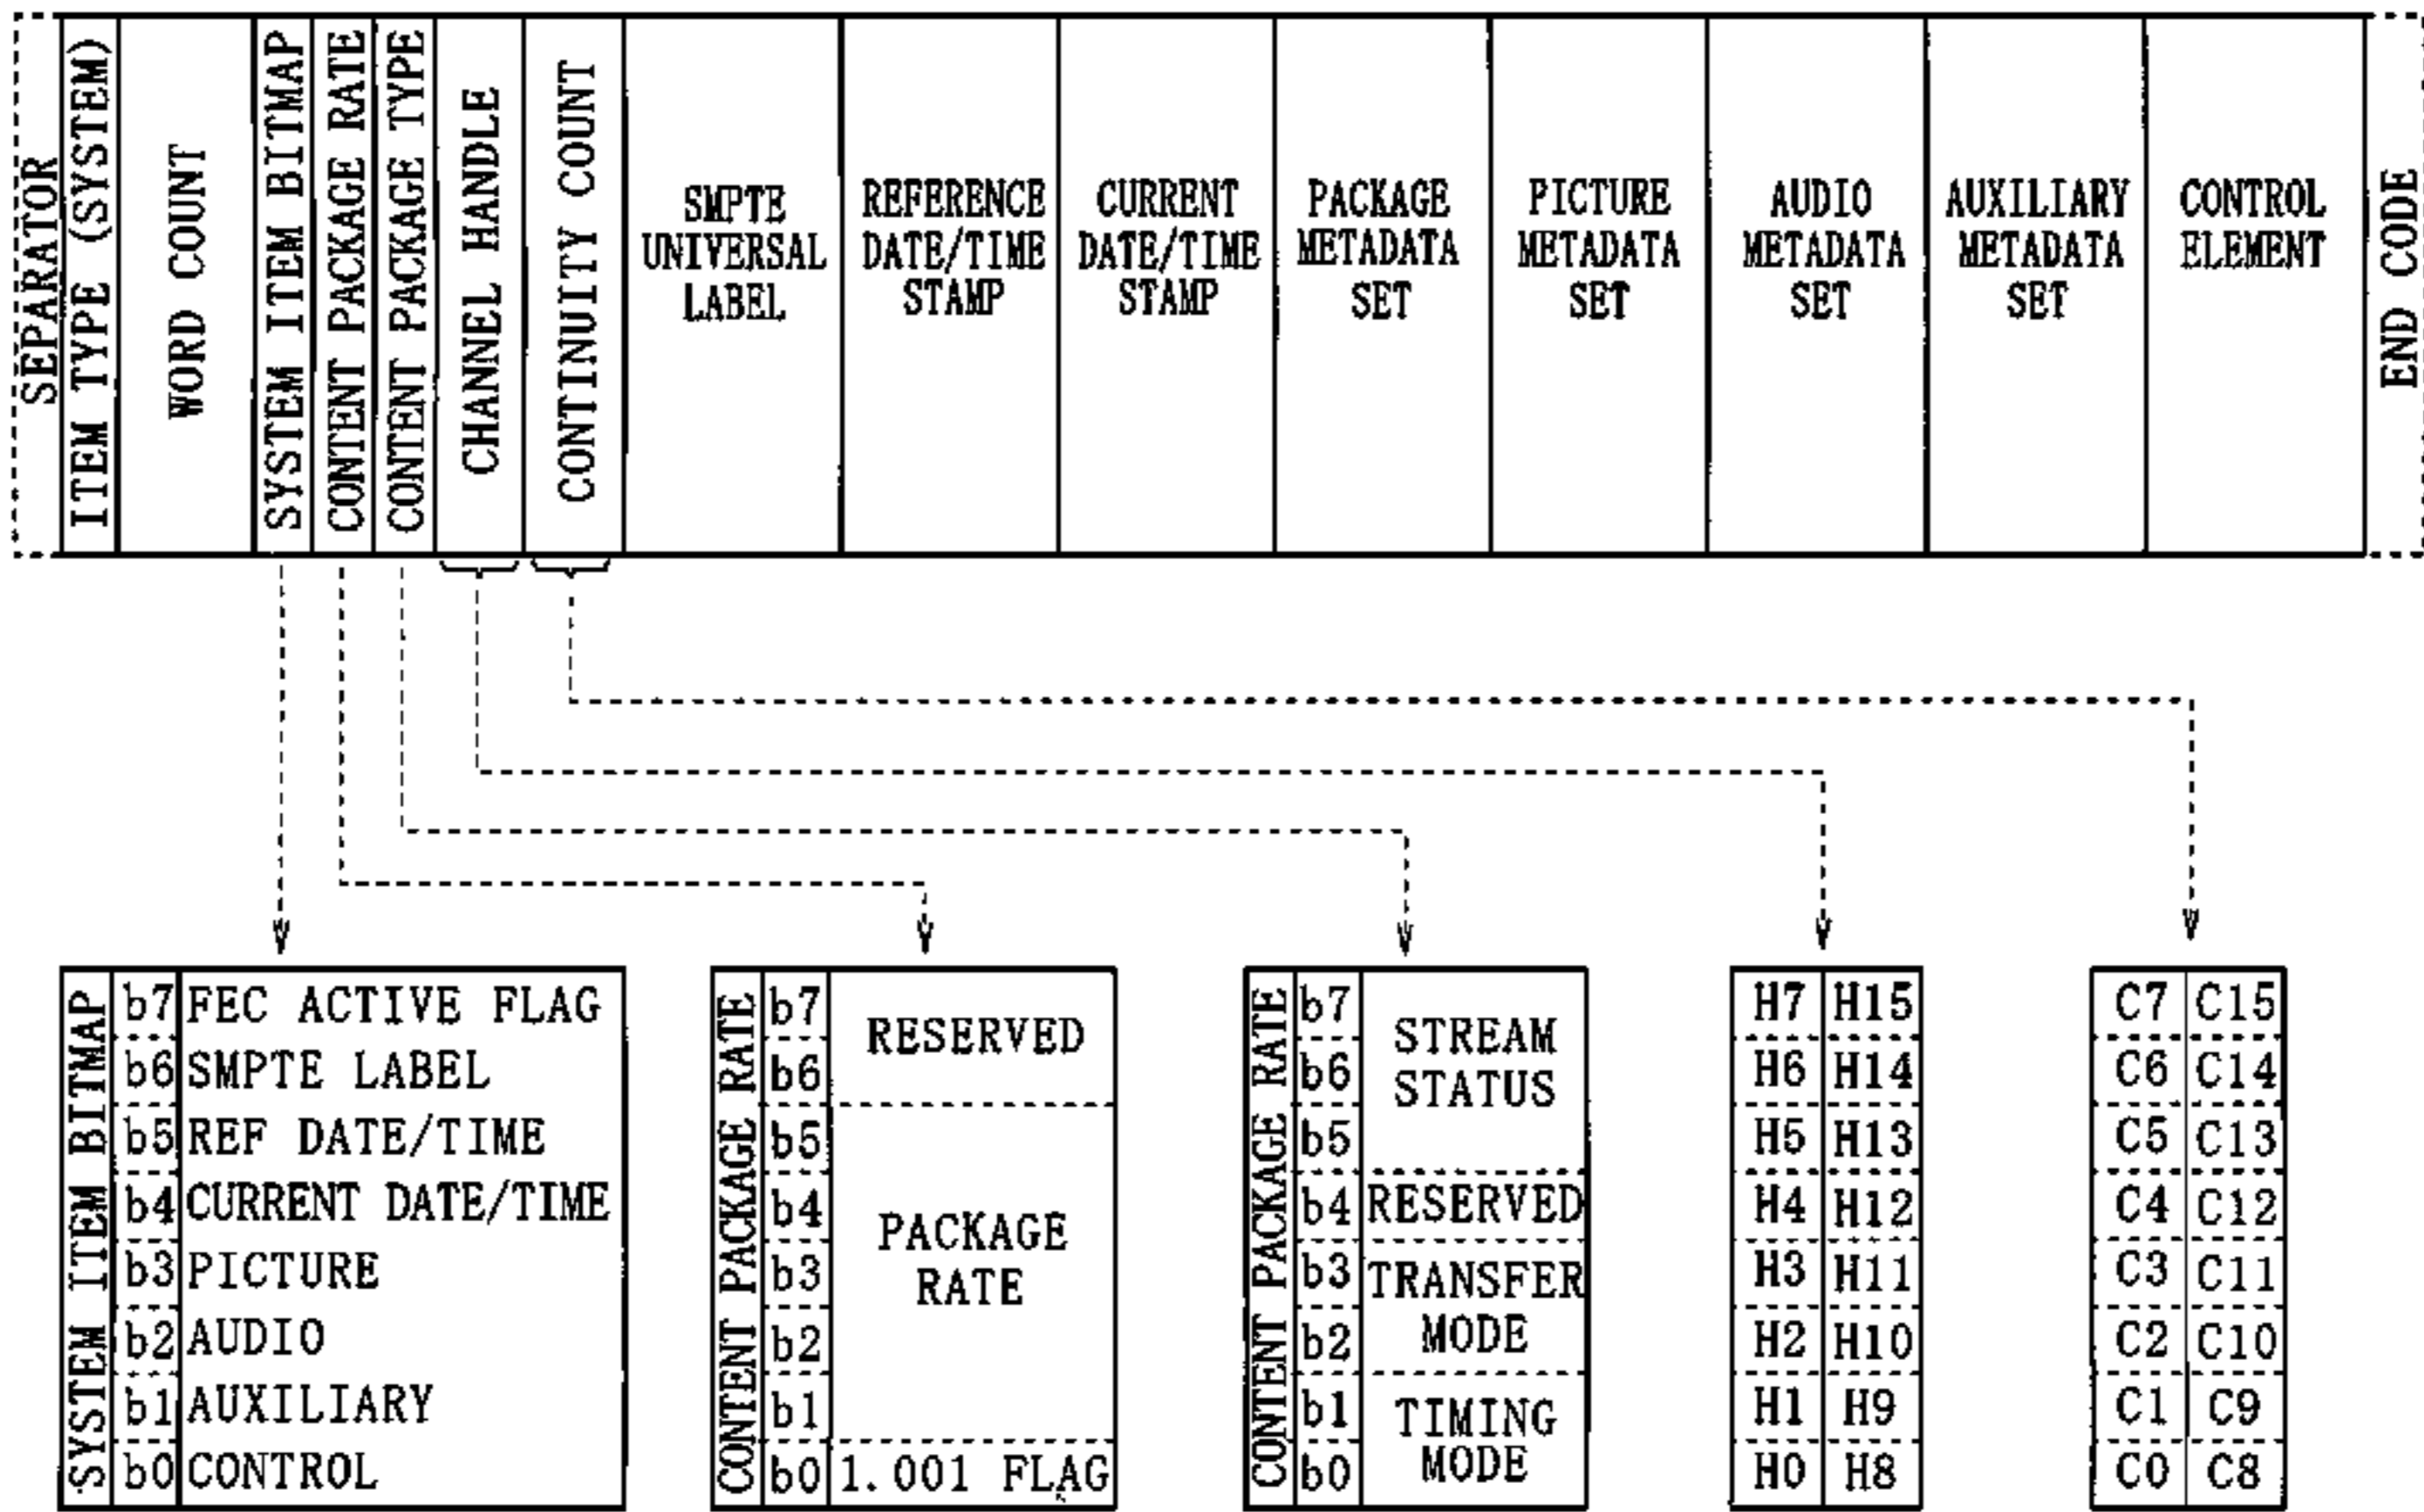 SEPARATOR
ITEM TYPE (SYSTEM)
WORD COUNT
SYSTEM ITEM BITMAP
CONTENT PACKAGE RATE
CONTENT PACKAGE TYPE
CHANNEL HANDLE
CONTINUITY COUNT
SMPTE
UNIVERSAL
LABEL
REFERENCE
DATE/TIME
STAMP
CURRENT
DATE/TIME
STAMP
PACKAGE
METADATA
SET
PICTURE
METADATA
SET
AUDIO
METADATA
SET
AUXILIARY
METADATA
SET
CONTROL
ELEMENT
END CODE
SYSTEM ITEM BITMAP
b7 FEC ACTIVE FLAG
b6 SMPTE LABEL
b5 REF DATE/TIME
b4 CURRENT DATE/TIME
b3 PICTURE
b2 AUDIO
b1 AUXILIARY
b0 CONTROL
CONTENT PACKAGE RATE
b7
b6
b5
b4
b3
b2
b1
b0
RESERVED
PACKAGE
RATE
1.001 FLAG
CONTENT PACKAGE RATE
b7
b6
b5
b4
b3
b2
b1
b0
STREAM
STATUS
RESERVED
TRANSFER
MODE
TIMING
MODE
H7 H15
H6 H14
H5 H13
H4 H12
H3 H11
H2 H10
H1 H9
H0 H8
C7 C15
C6 C14
C5 C13
C4 C12
C3 C11
C2 C10
C1 C9
C0 C8